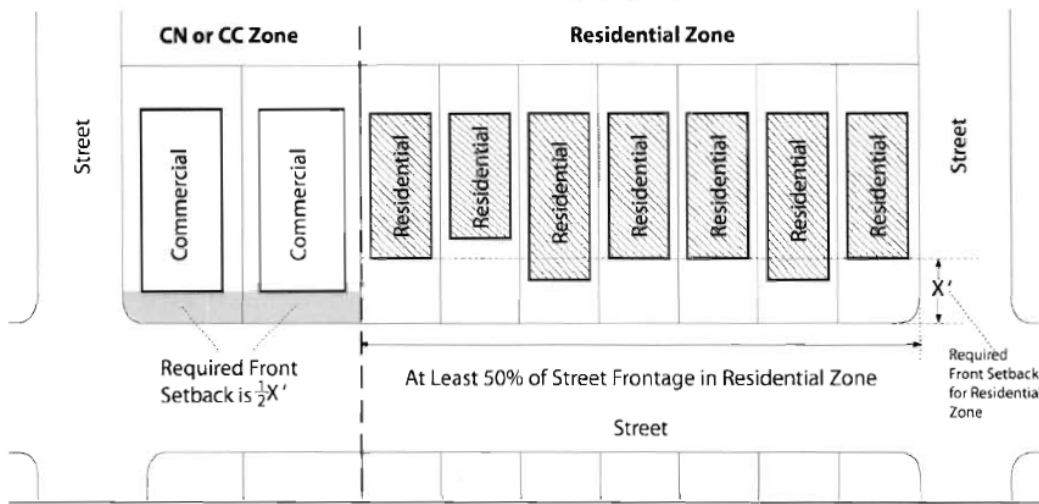 CN or CC Zone
Residential Zone
Street
Commercial
Commercial
Residential
Residential
Residential
Residential
Residential
Residential
Residential
Street
X'
Required Front
Setback is ½X'
At Least 50% of Street Frontage in Residential Zone
Required
Front Setback
for Residential
Zone
Street